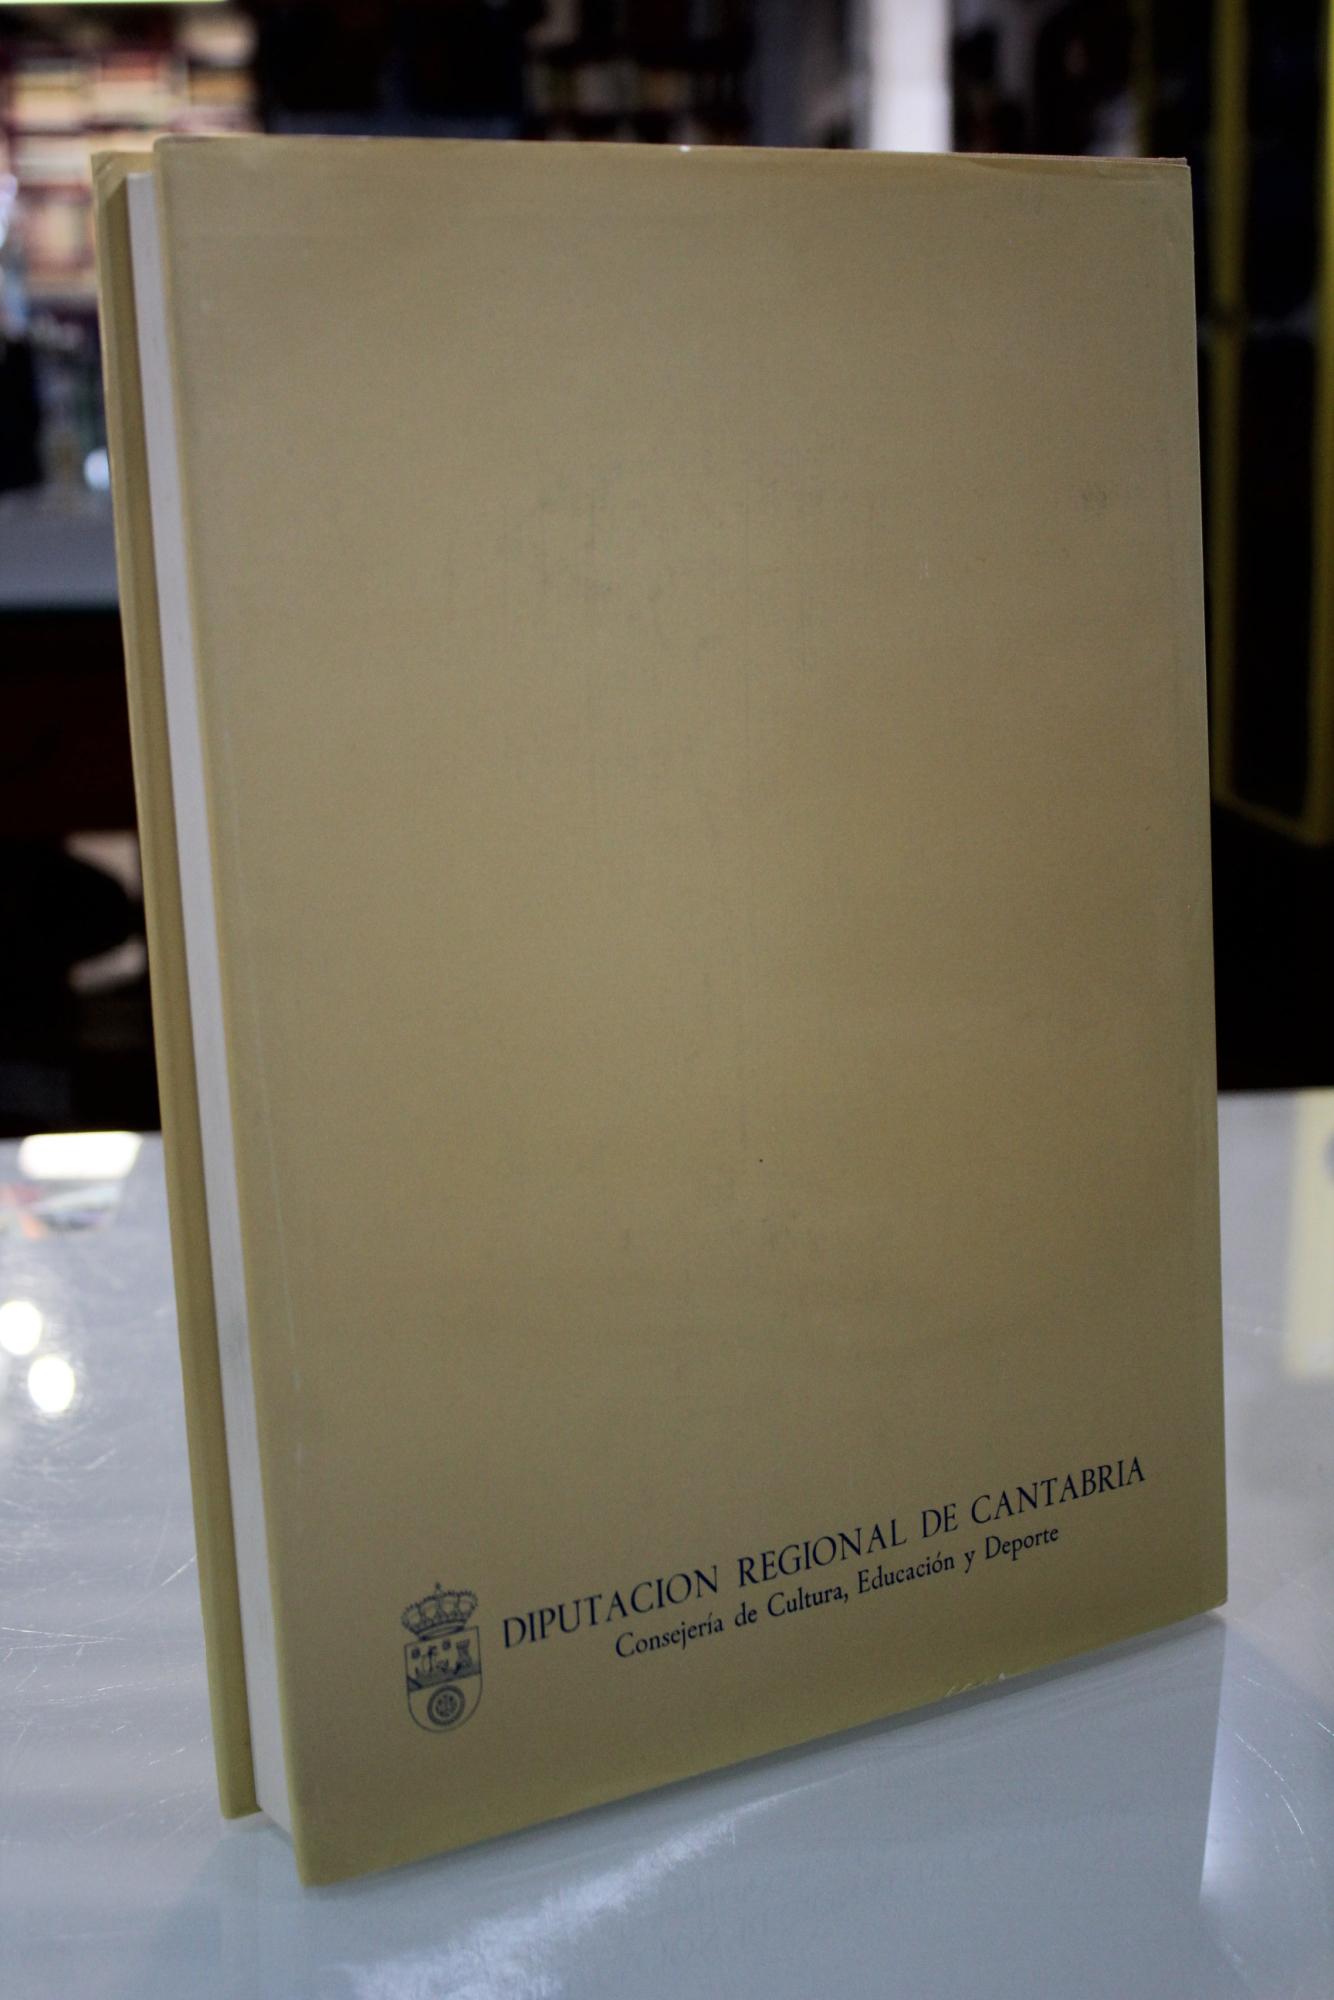 DIPUTACION REGIONAL DE CANTABRIA
Consejería de Cultura, Educación y Deporte